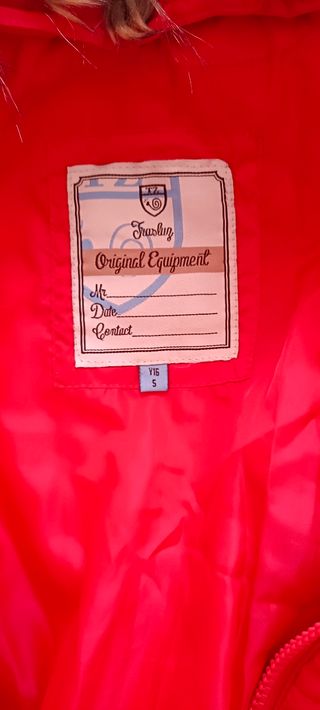 Trasluz
Original Equipment
Mr.
Date
Contact
Y16
S